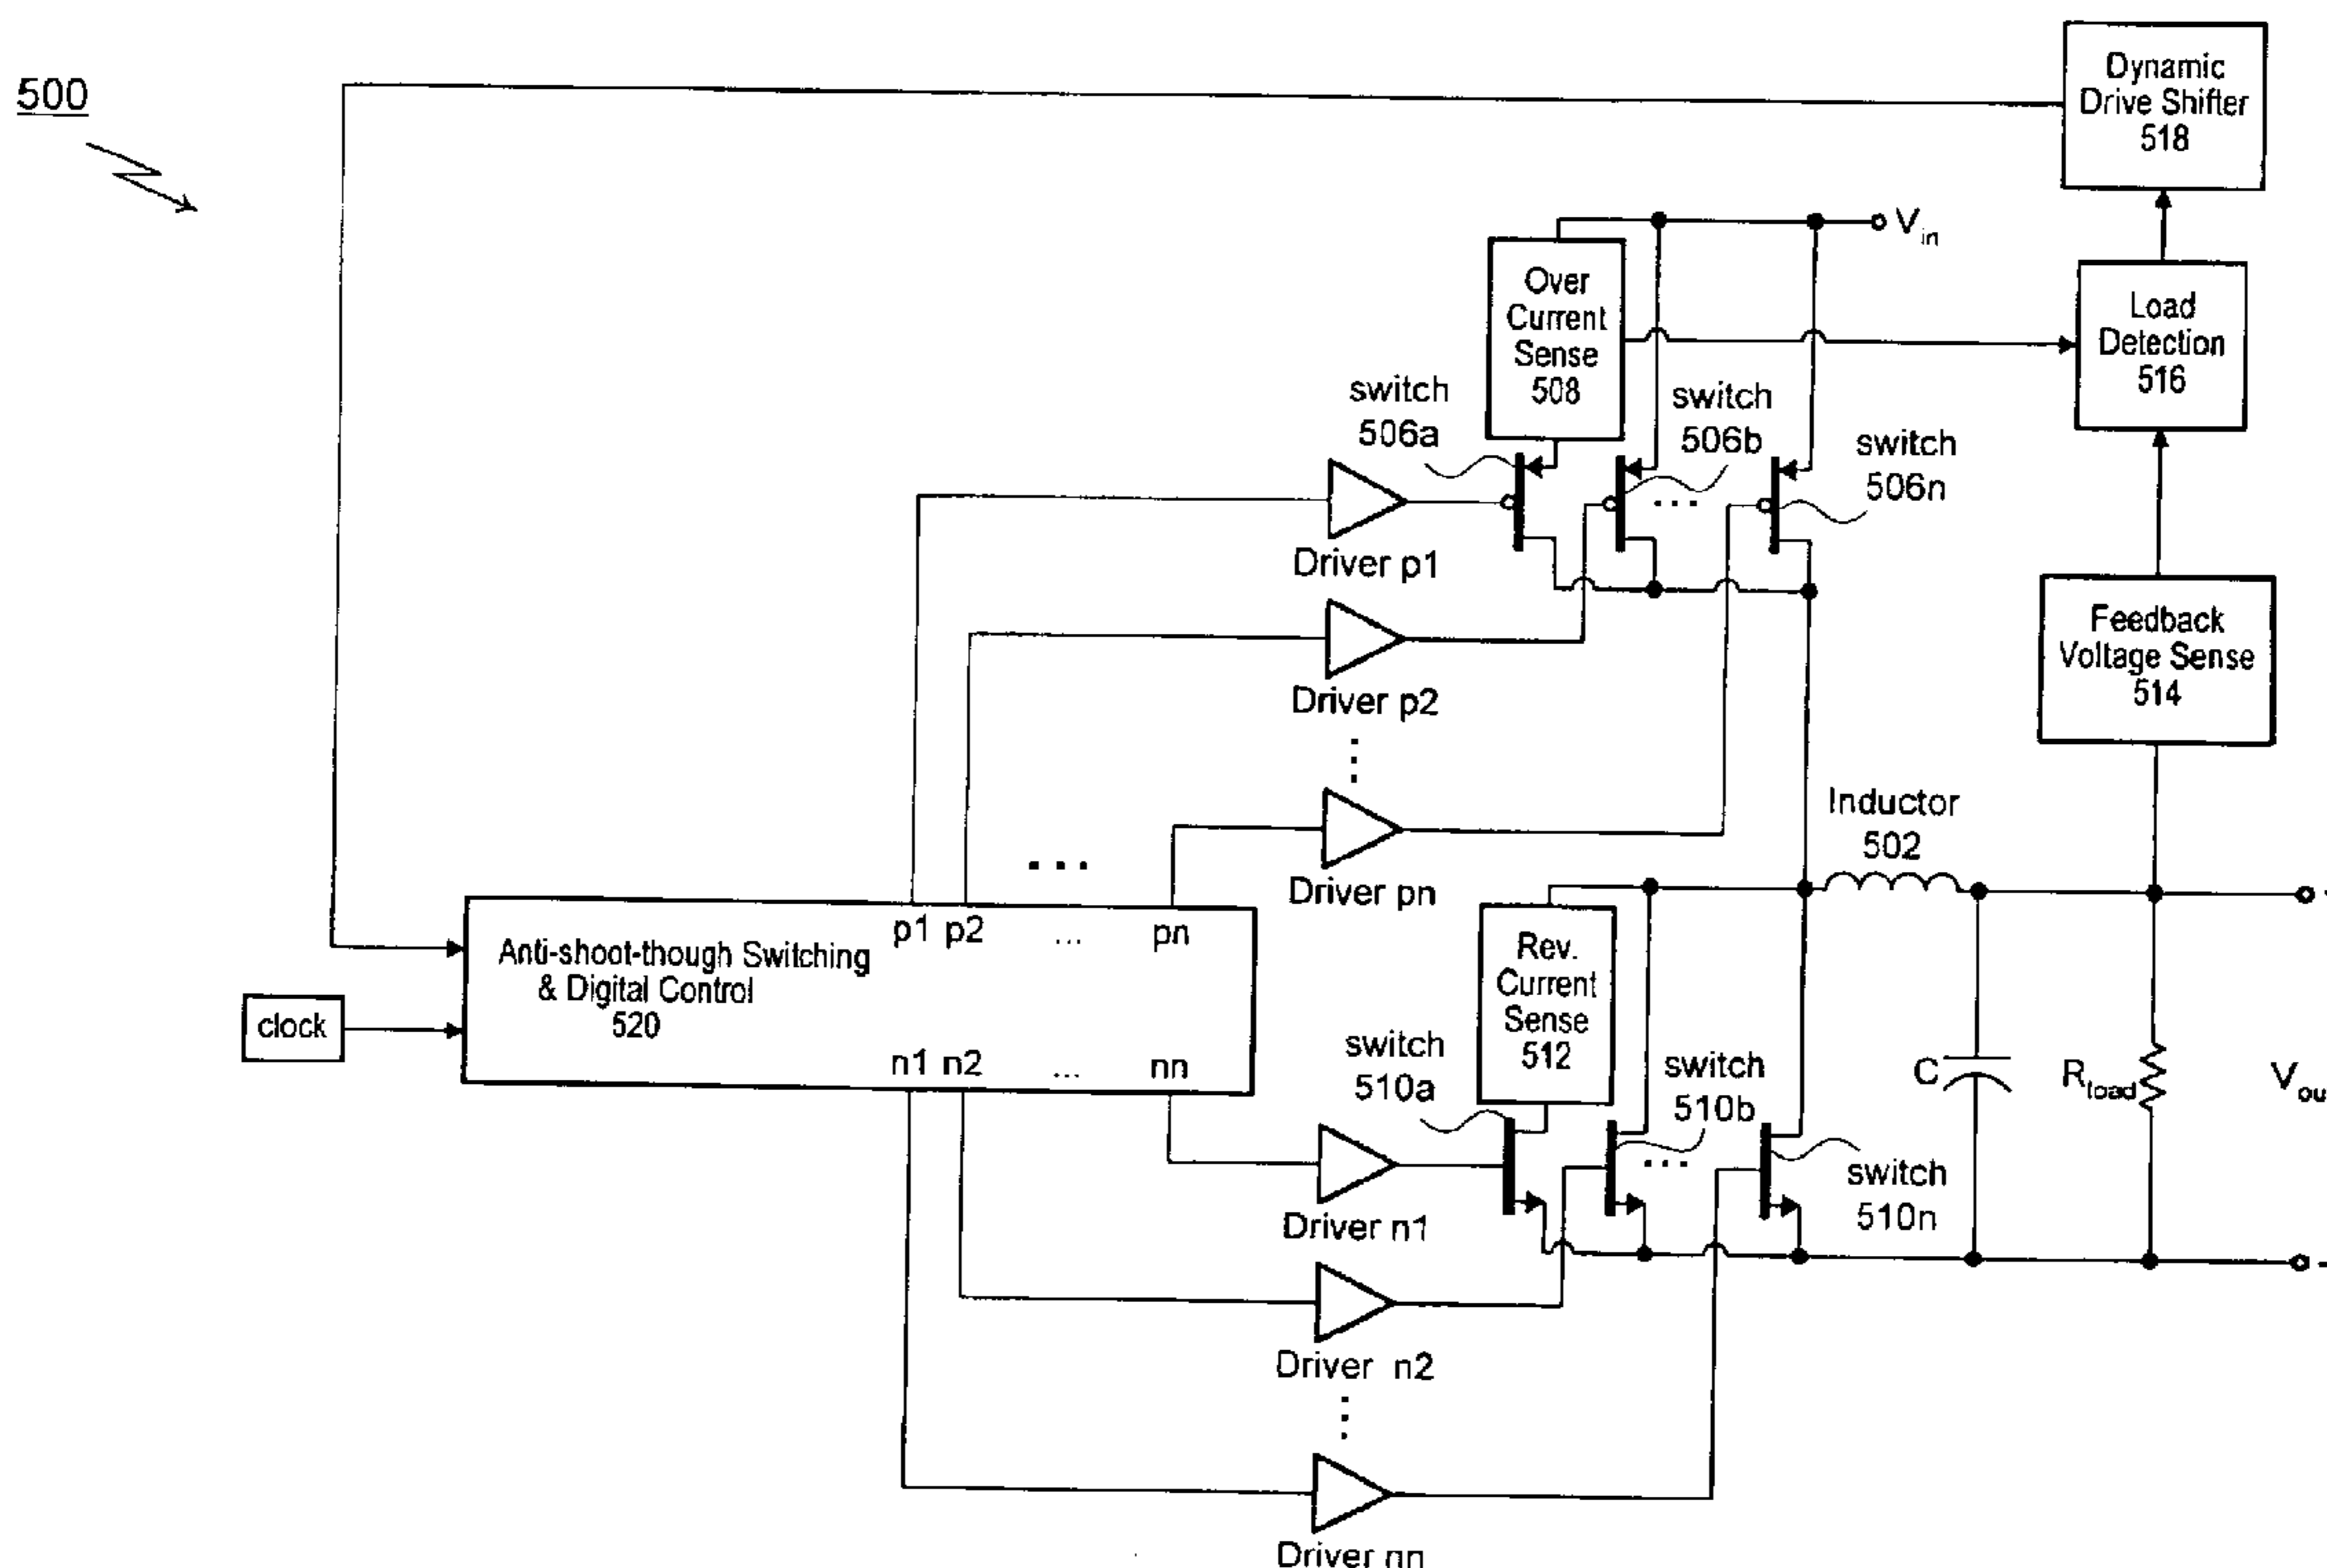 500
Dynamic
Drive Shifter
518
V_in
Over
Current
Sense
508
Load
Detection
516
switch
506a
switch
506b
switch
506n
...
Driver p1
Feedback
Voltage Sense
514
Driver p2
...
Inductor
502
...
Driver pn
p1 p2 ... pn
Anti-shoot-though Switching
& Digital Control
520
clock
n1 n2 ... nn
Rev.
Current
Sense
512
switch
510a
switch
510b
...
switch
510n
C
R_load
V_ou
Driver n1
Driver n2
...
Driver nn